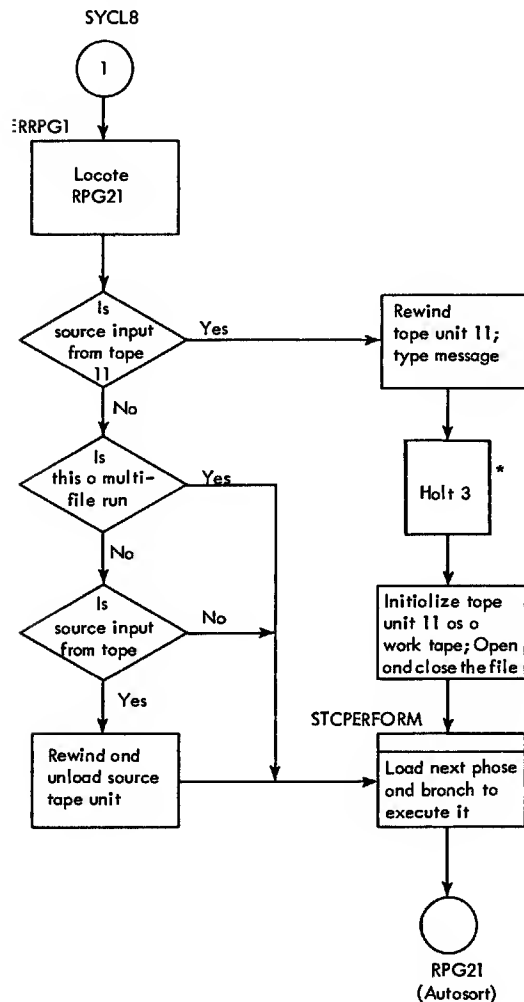 SYCL8
1
ERRPG1
Locote
RPG21
Is
source input
from tope
11
Yes
No
Rewind
tope unit 11;
type message
Is
this o multi-
file run
Yes
No
Holt 3
*
Is
source input
from tope
No
Yes
Initiolize tope
unit 11 os o
work tope; Open
ond close the file
STCPERFORM
Rewind ond
unload source
tape unit
Lood next phose
ond bronch to
execute it
RPG21
(Autosort)